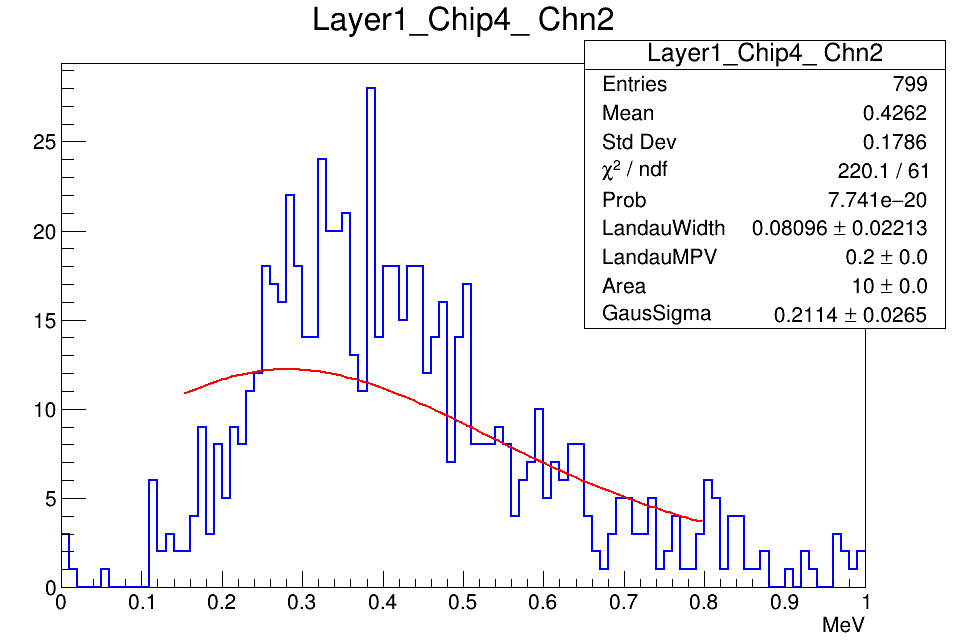 Layer1_Chip4_ Chn2
Layer1_Chip4_ Chn2
Entries 799
Mean 0.4262
Std Dev 0.1786
χ² / ndf 220.1 / 61
Prob 7.741e−20
LandauWidth 0.08096 ± 0.02213
LandauMPV 0.2 ± 0.0
Area 10 ± 0.0
GausSigma 0.2114 ± 0.0265
25
20
15
10
5
0
0 0.1 0.2 0.3 0.4 0.5 0.6 0.7 0.8 0.9 1
MeV